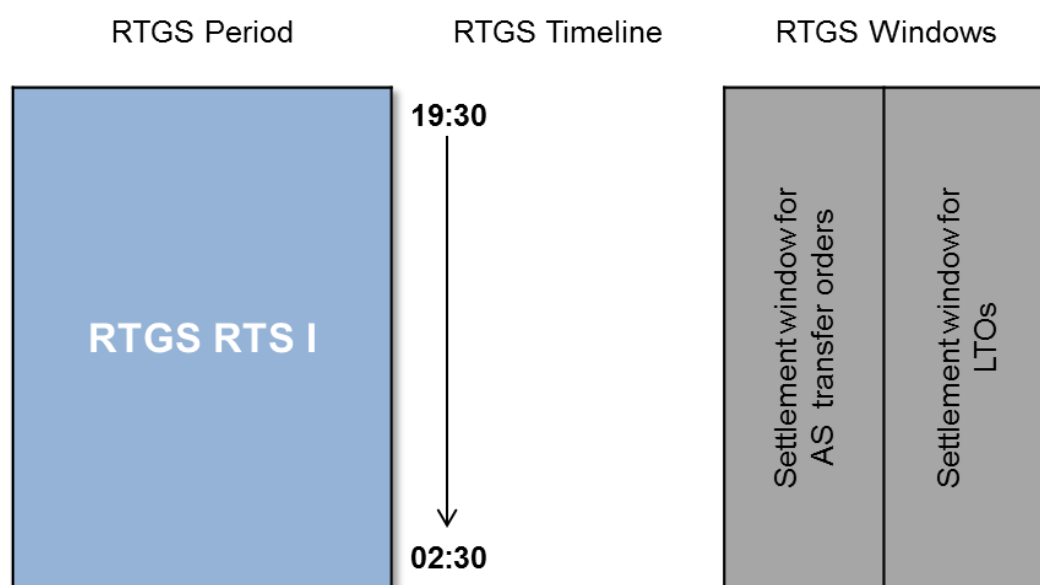 RTGS Period
RTGS Timeline
RTGS Windows
19:30
RTGS RTS I
02:30
Settlement window for
AS transfer orders
Settlement window for
LTOs